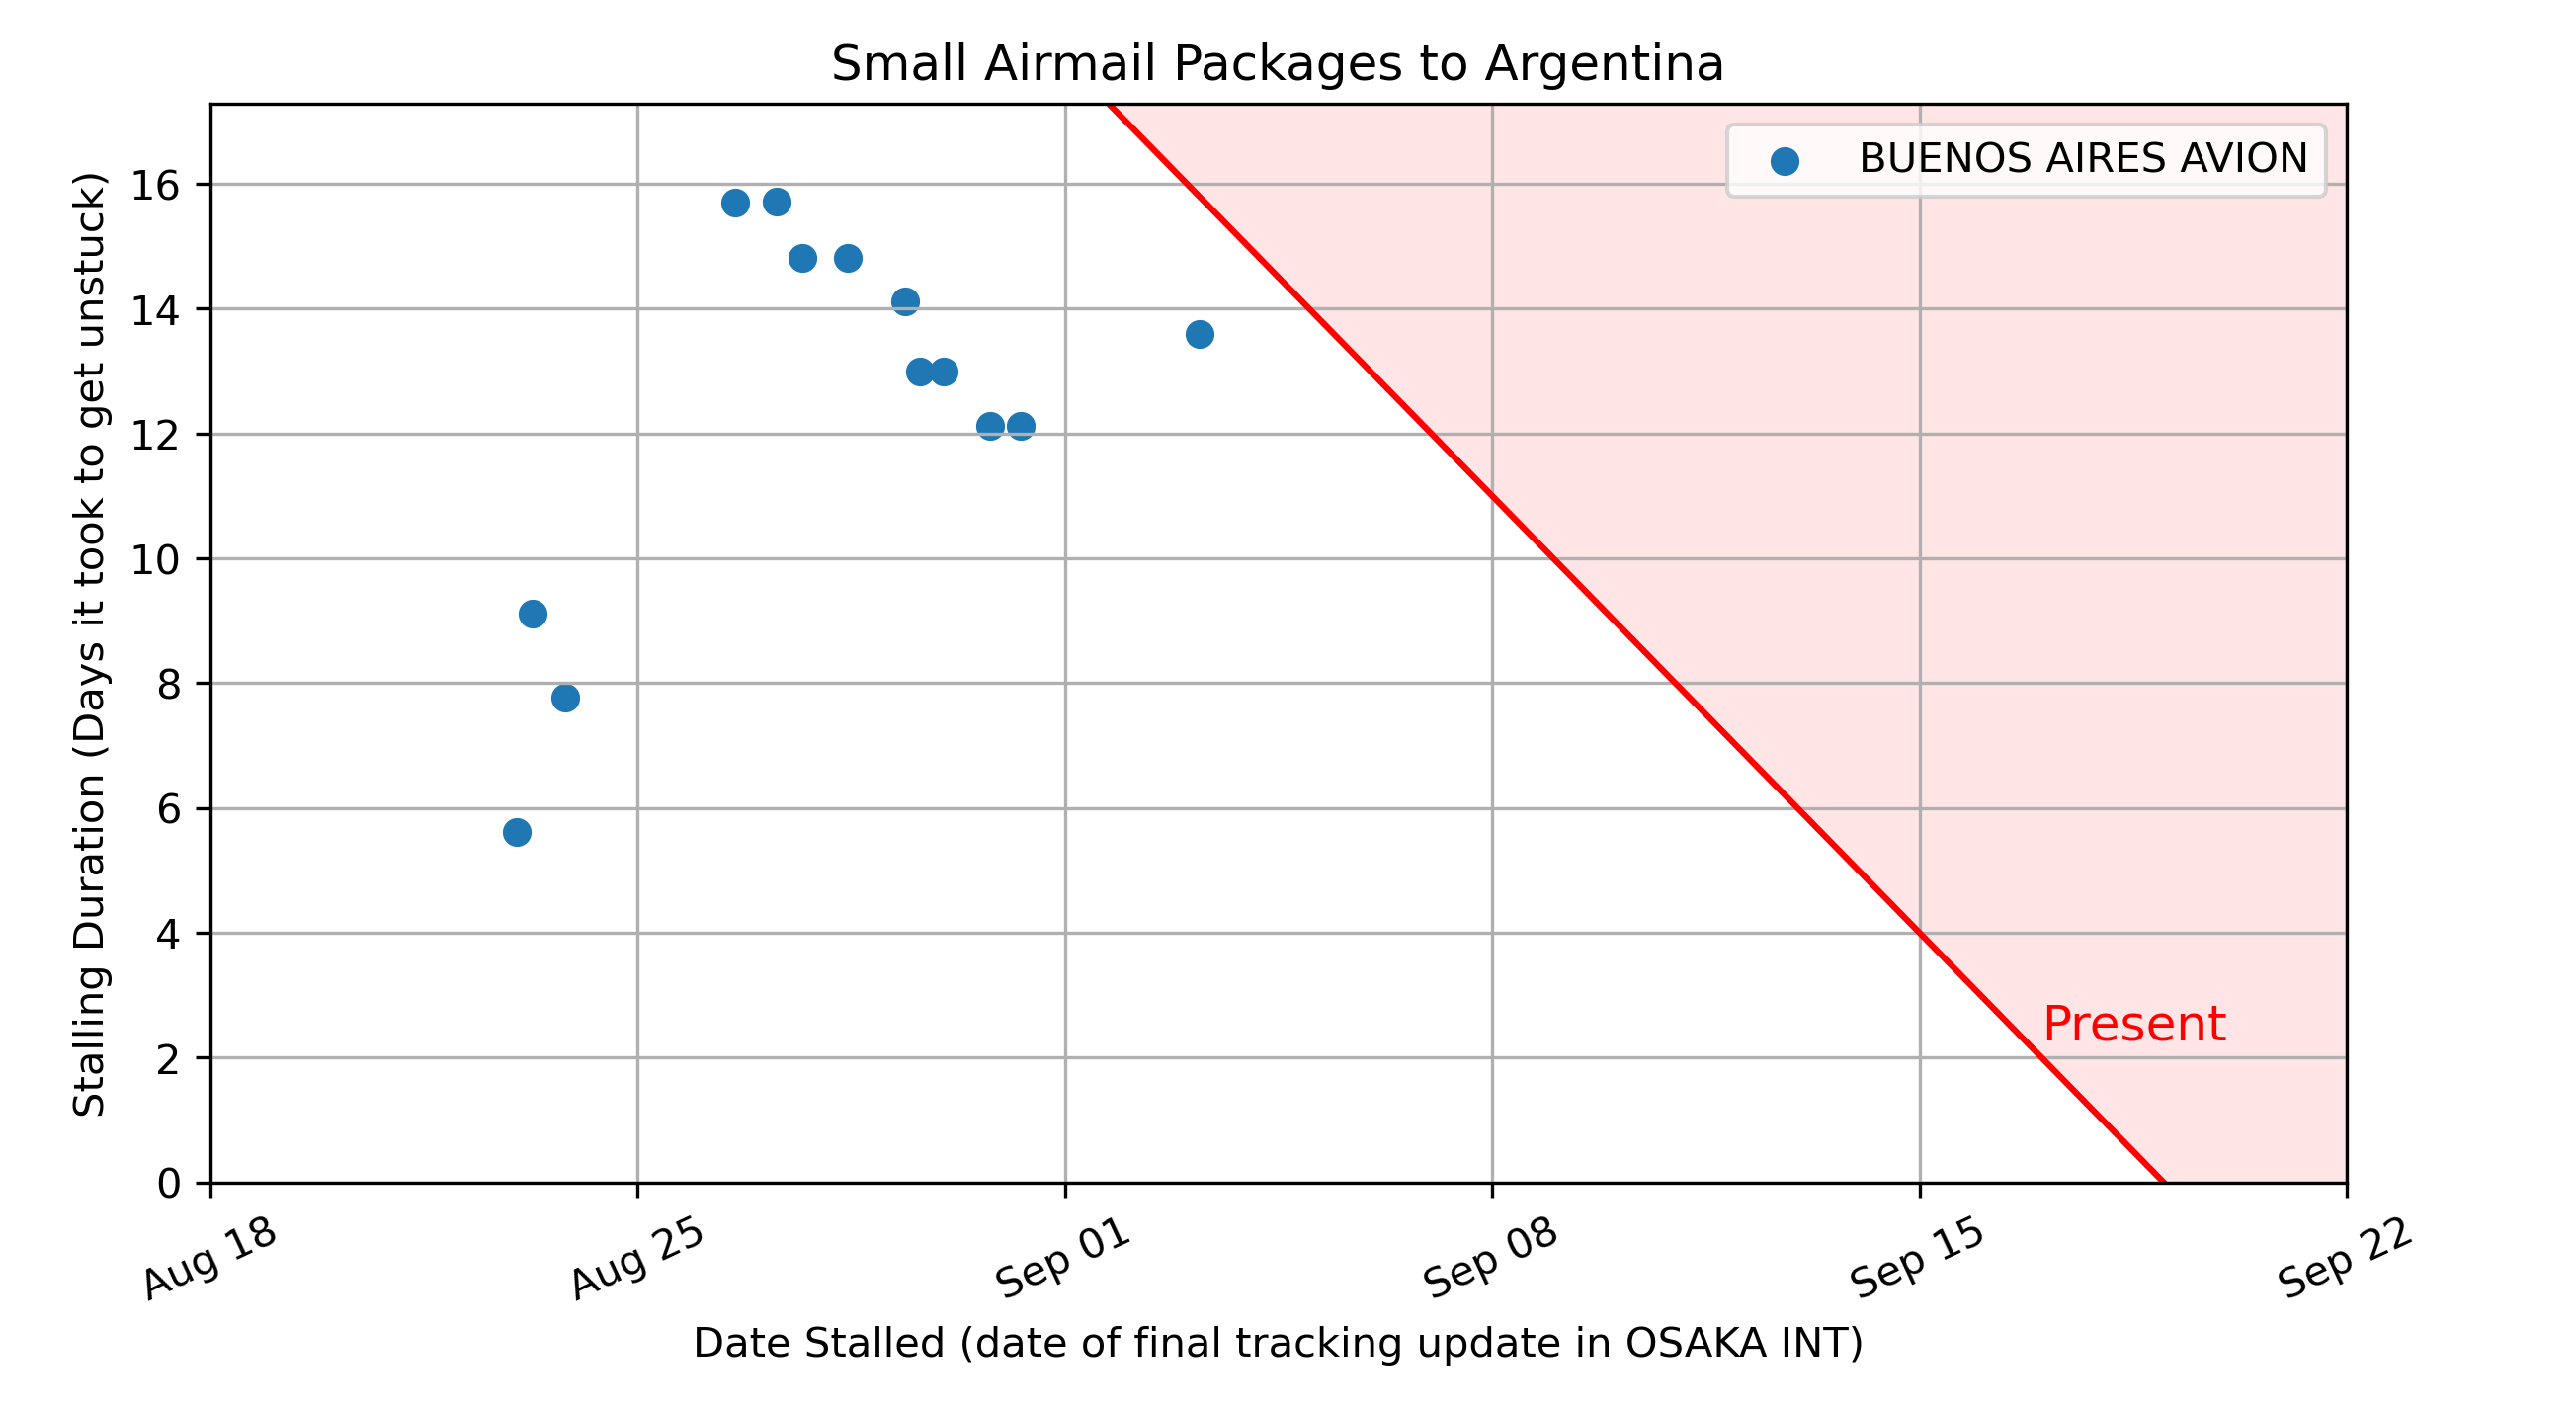 Small Airmail Packages to Argentina
BUENOS AIRES AVION
Stalling Duration (Days it took to get unstuck)
16
14
12
10
8
6
4
2
0
Present
Aug 18
Aug 25
Sep 01
Sep 08
Sep 15
Sep 22
Date Stalled (date of final tracking update in OSAKA INT)